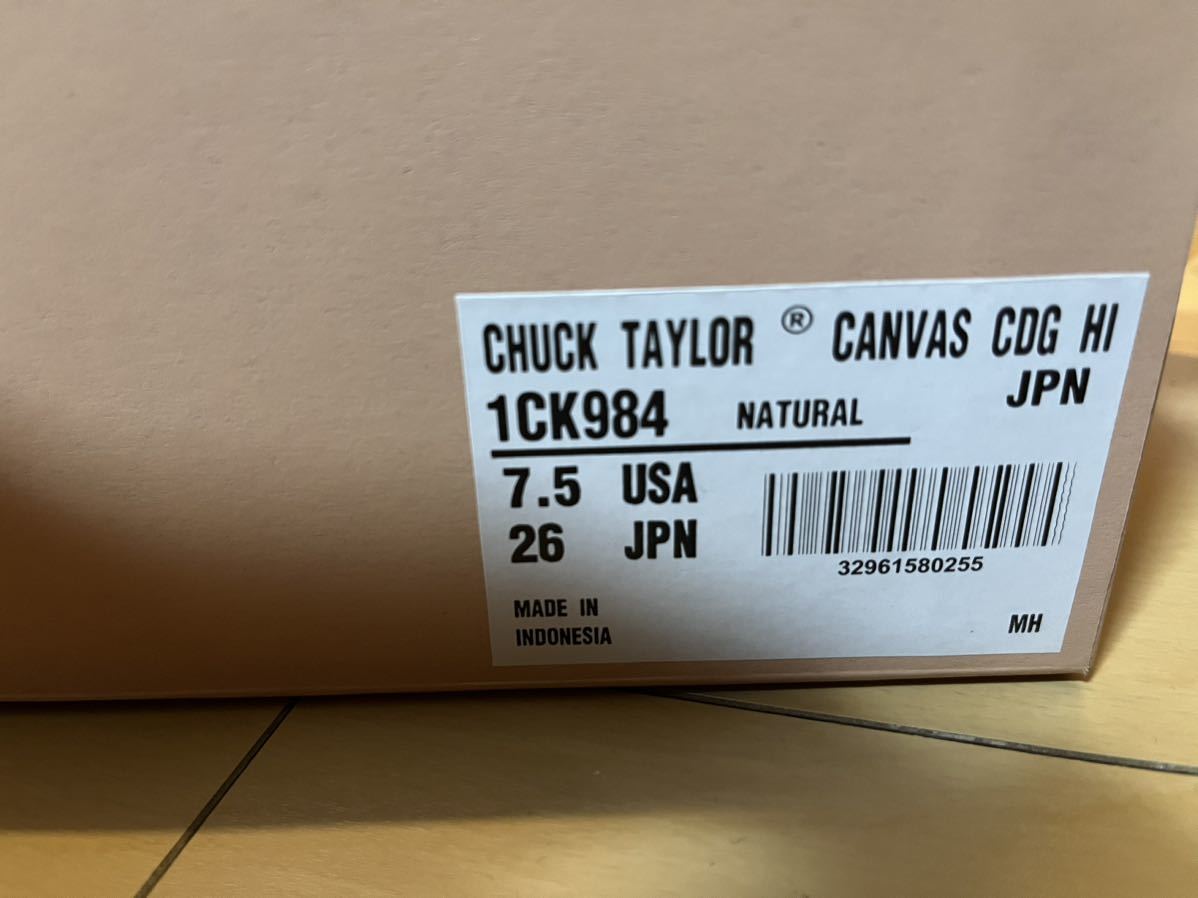 CHUCK TAYLOR ® CANVAS CDG HI
JPN
1CK984 NATURAL
7.5 USA
26 JPN
32961580255
MADE IN
INDONESIA
MH